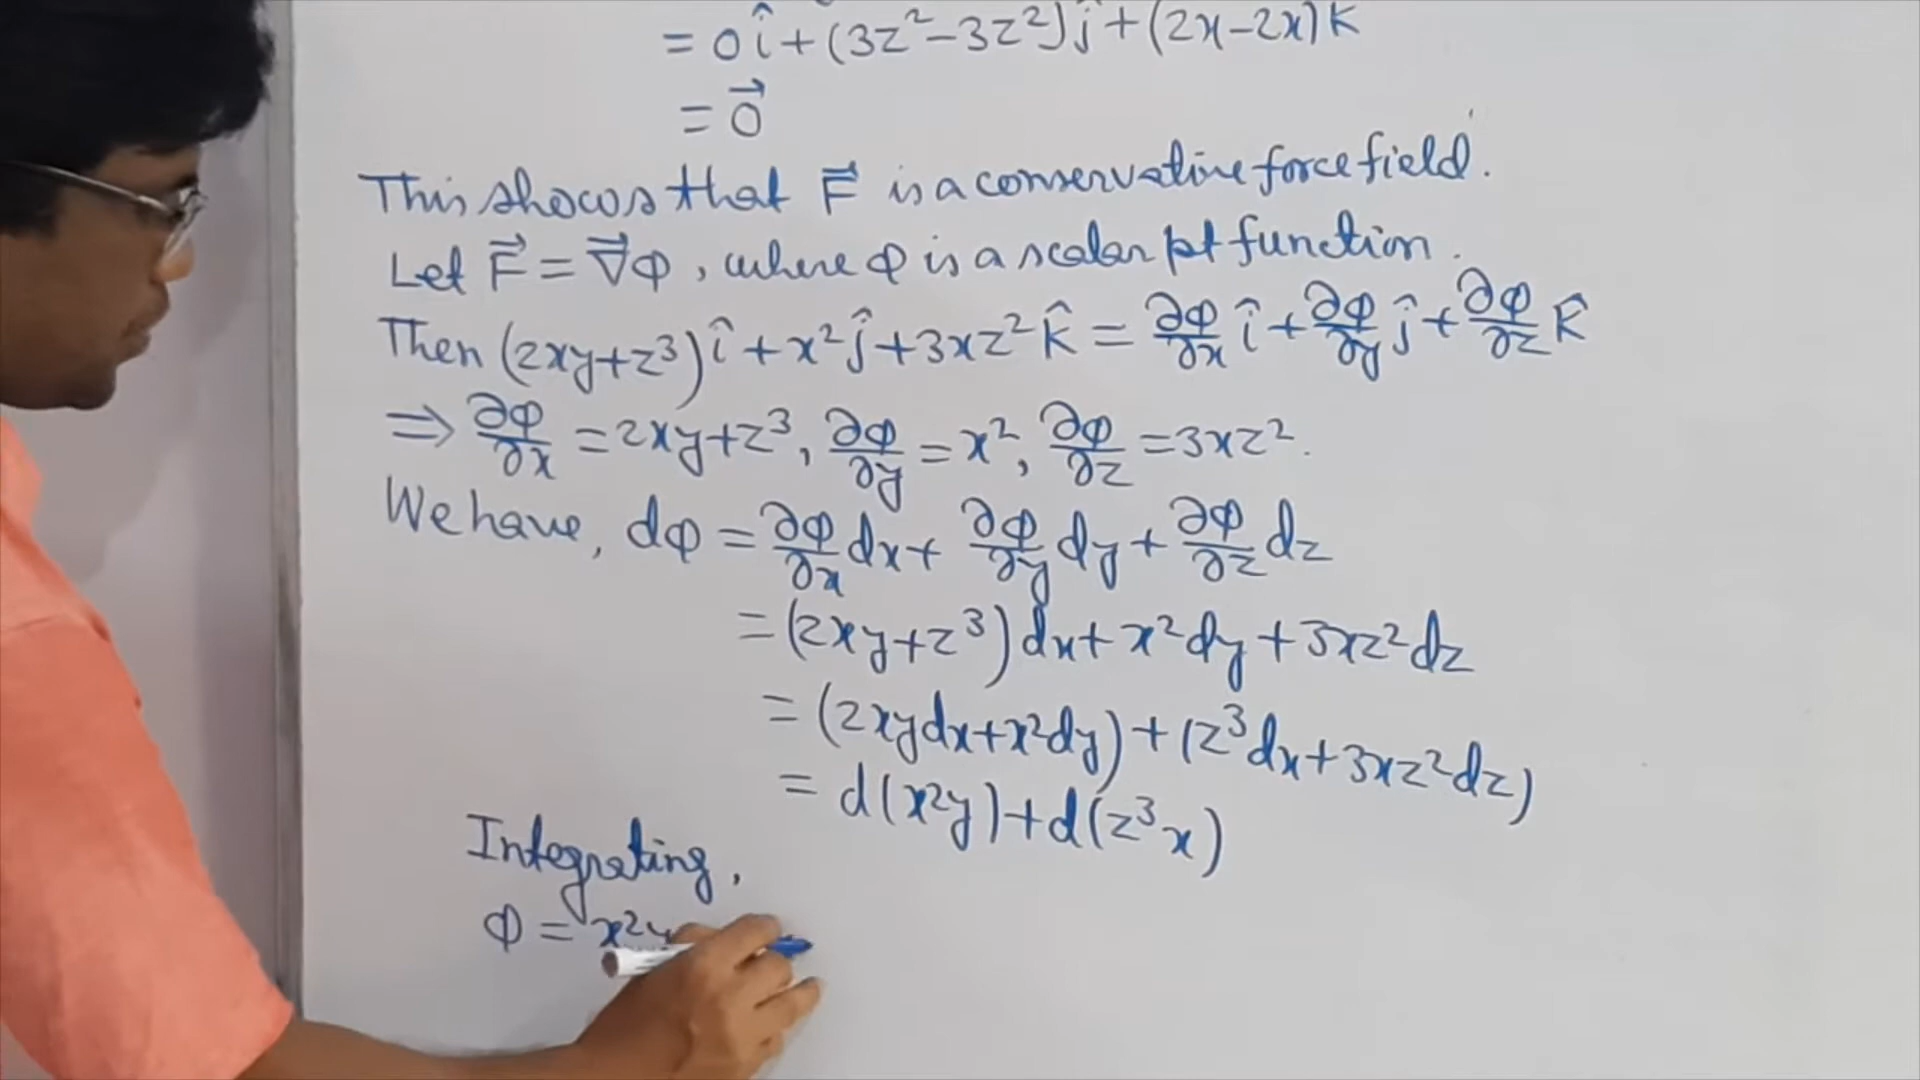 = 0î + (3z²-3z²)ĵ + (2x-2x)k
= 0⃗
This shows that F⃗ is a conservative force field.
Let F⃗ = ∇⃗Φ, where Φ is a scalar pt function.
Then (2xy+z³)î + x²ĵ + 3xz²k̂ = ∂Φ/∂x î + ∂Φ/∂y ĵ + ∂Φ/∂z k̂
⇒ ∂Φ/∂x = 2xy+z³, ∂Φ/∂y = x², ∂Φ/∂z = 3xz².
We have, dΦ = ∂Φ/∂x dx + ∂Φ/∂y dy + ∂Φ/∂z dz
= (2xy+z³)dx + x²dy + 3xz²dz
= (2xydx+x²dy) + (z³dx+3xz²dz)
= d(x²y) + d(z³x)
Integrating,
Φ = x²y